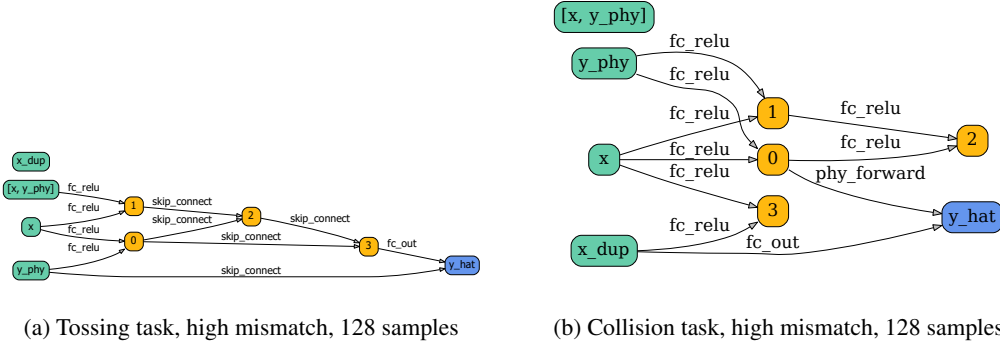 x_dup
[x, y_phy]
fc_relu
fc_relu
x
fc_relu
fc_relu
y_phy
1
0
skip_connect
skip_connect
2
skip_connect
skip_connect
3
fc_out
skip_connect
y_hat
(a) Tossing task, high mismatch, 128 samples
[x, y_phy]
fc_relu
y_phy
fc_relu
fc_relu
1
fc_relu
2
x
fc_relu
0
fc_relu
fc_relu
phy_forward
3
fc_relu
y_hat
x_dup
fc_out
(b) Collision task, high mismatch, 128 samples